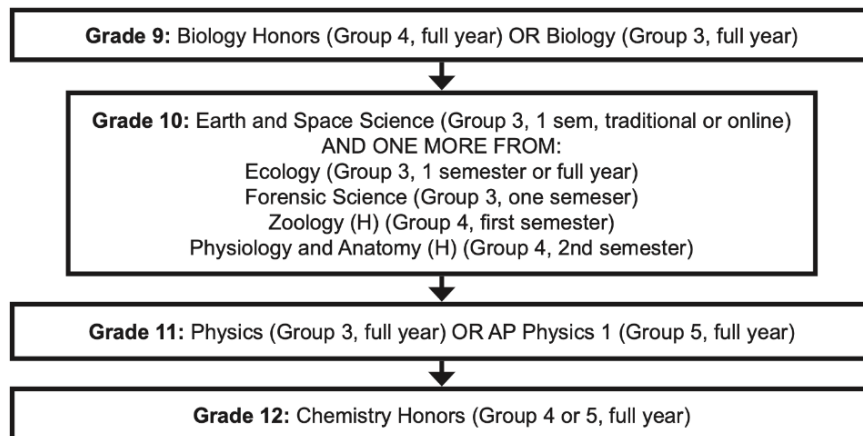 Grade 9: Biology Honors (Group 4, full year) OR Biology (Group 3, full year)
Grade 10: Earth and Space Science (Group 3, 1 sem, traditional or online)
AND ONE MORE FROM:
Ecology (Group 3, 1 semester or full year)
Forensic Science (Group 3, one semeser)
Zoology (H) (Group 4, first semester)
Physiology and Anatomy (H) (Group 4, 2nd semester)
Grade 11: Physics (Group 3, full year) OR AP Physics 1 (Group 5, full year)
Grade 12: Chemistry Honors (Group 4 or 5, full year)